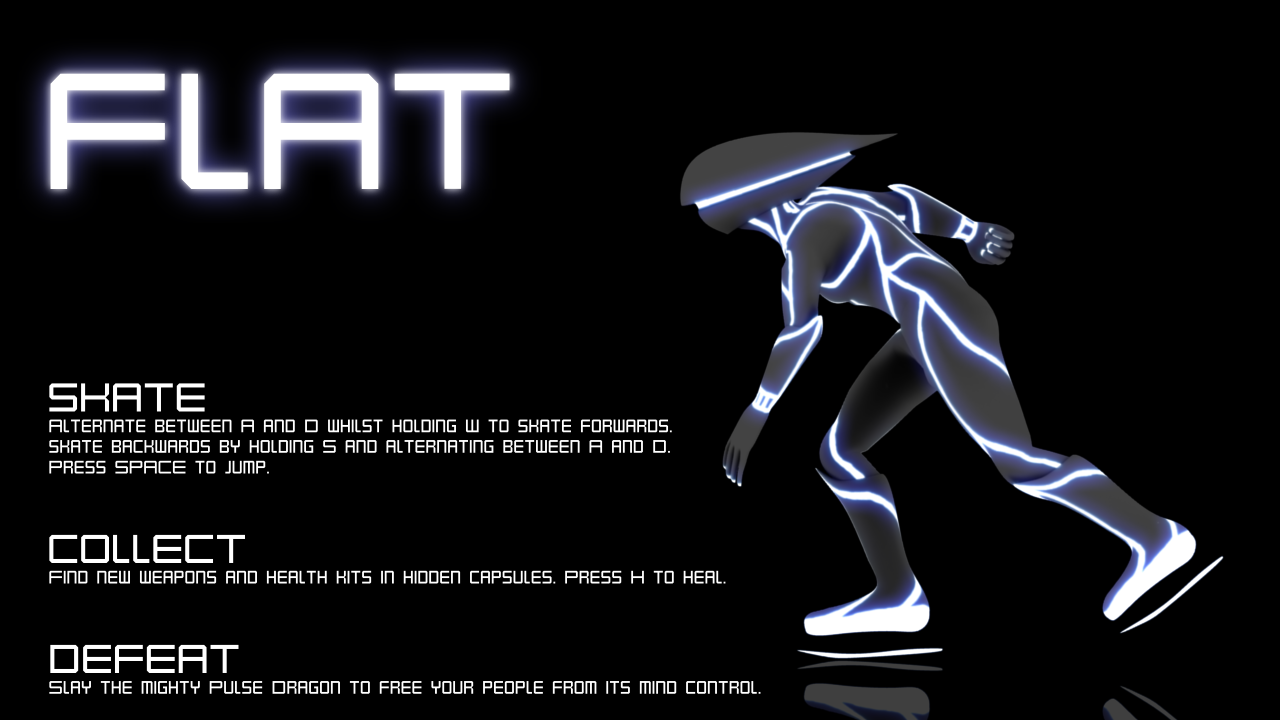 FLAT
SKATE
ALTERNATE BETWEEN A AND D WHILST HOLDING W TO SKATE FORWARDS.
SKATE BACKWARDS BY HOLDING S AND ALTERNATING BETWEEN A AND D.
PRESS SPACE TO JUMP.
COLLECT
FIND NEW WEAPONS AND HEALTH KITS IN HIDDEN CAPSULES. PRESS H TO HEAL.
DEFEAT
SLAY THE MIGHTY PULSE DRAGON TO FREE YOUR PEOPLE FROM ITS MIND CONTROL.